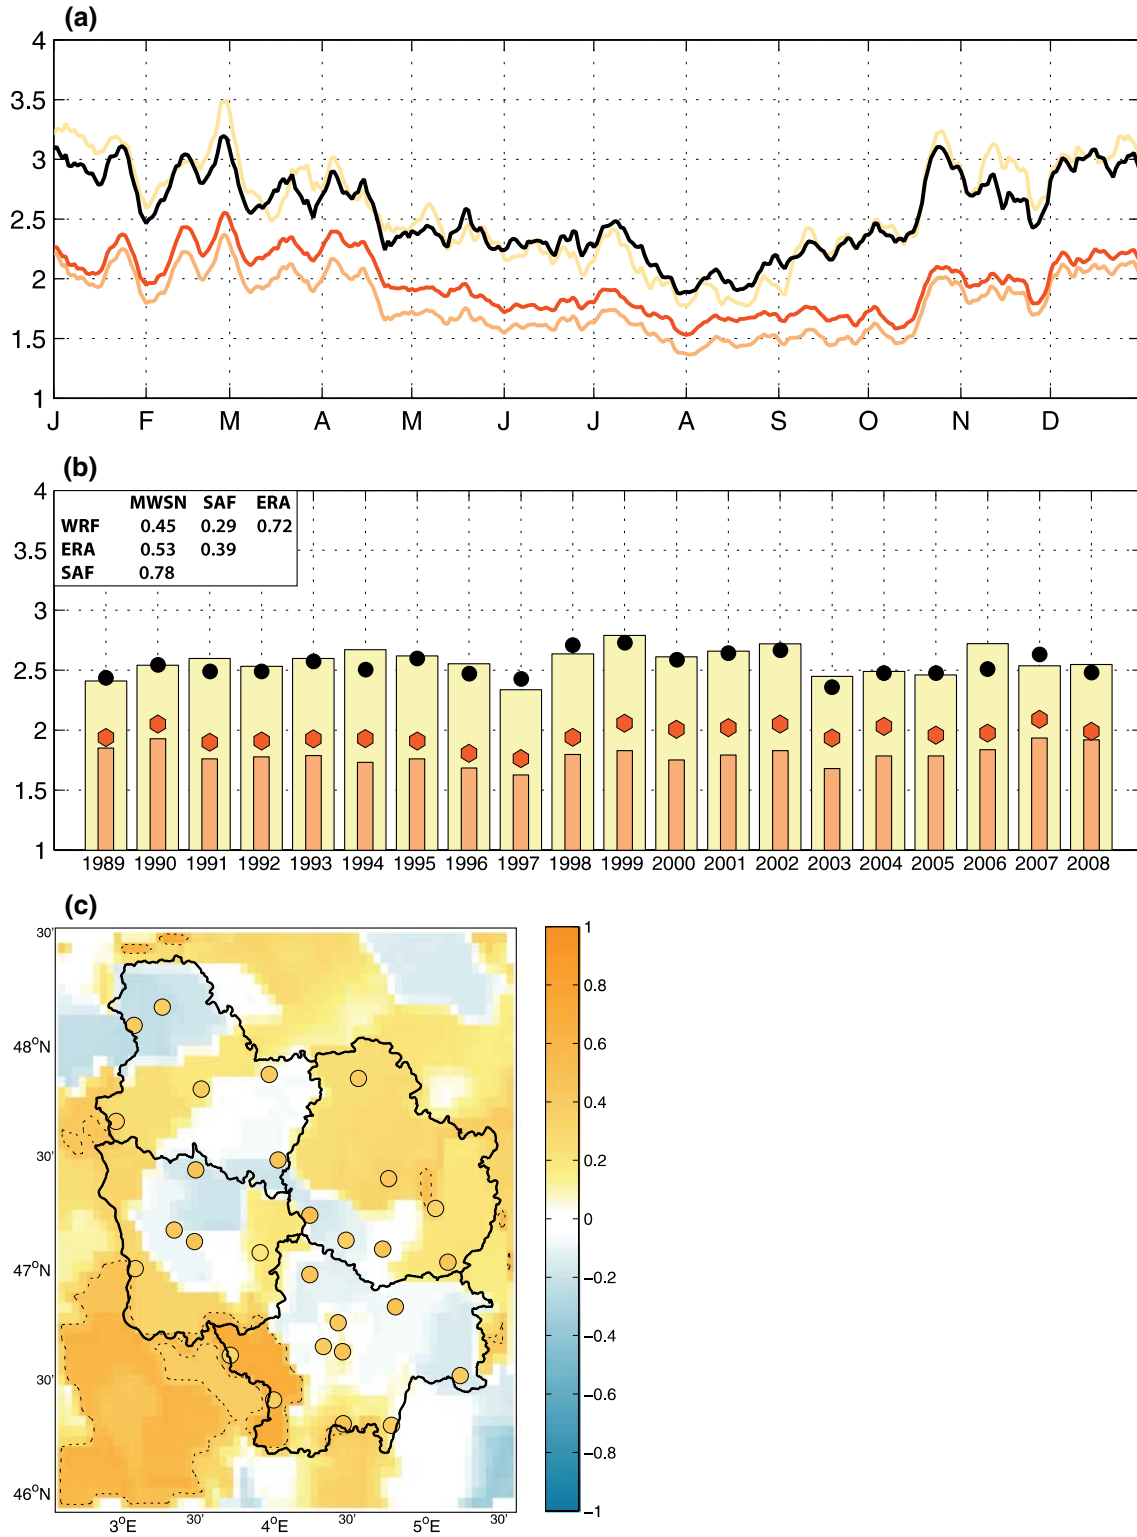 (a)
4
3.5
3
2.5
2
1.5
1
J F M A M J J A S O N D
(b)
4
3.5
3
2.5
2
1.5
1
MWSN SAF ERA
WRF 0.45 0.29 0.72
ERA 0.53 0.39
SAF 0.78
1989 1990 1991 1992 1993 1994 1995 1996 1997 1998 1999 2000 2001 2002 2003 2004 2005 2006 2007 2008
(c)
30'
48°N
30'
47°N
30'
46°N
3°E 30' 4°E 30' 5°E 30'
1
0.8
0.6
0.4
0.2
0
−0.2
−0.4
−0.6
−0.8
−1